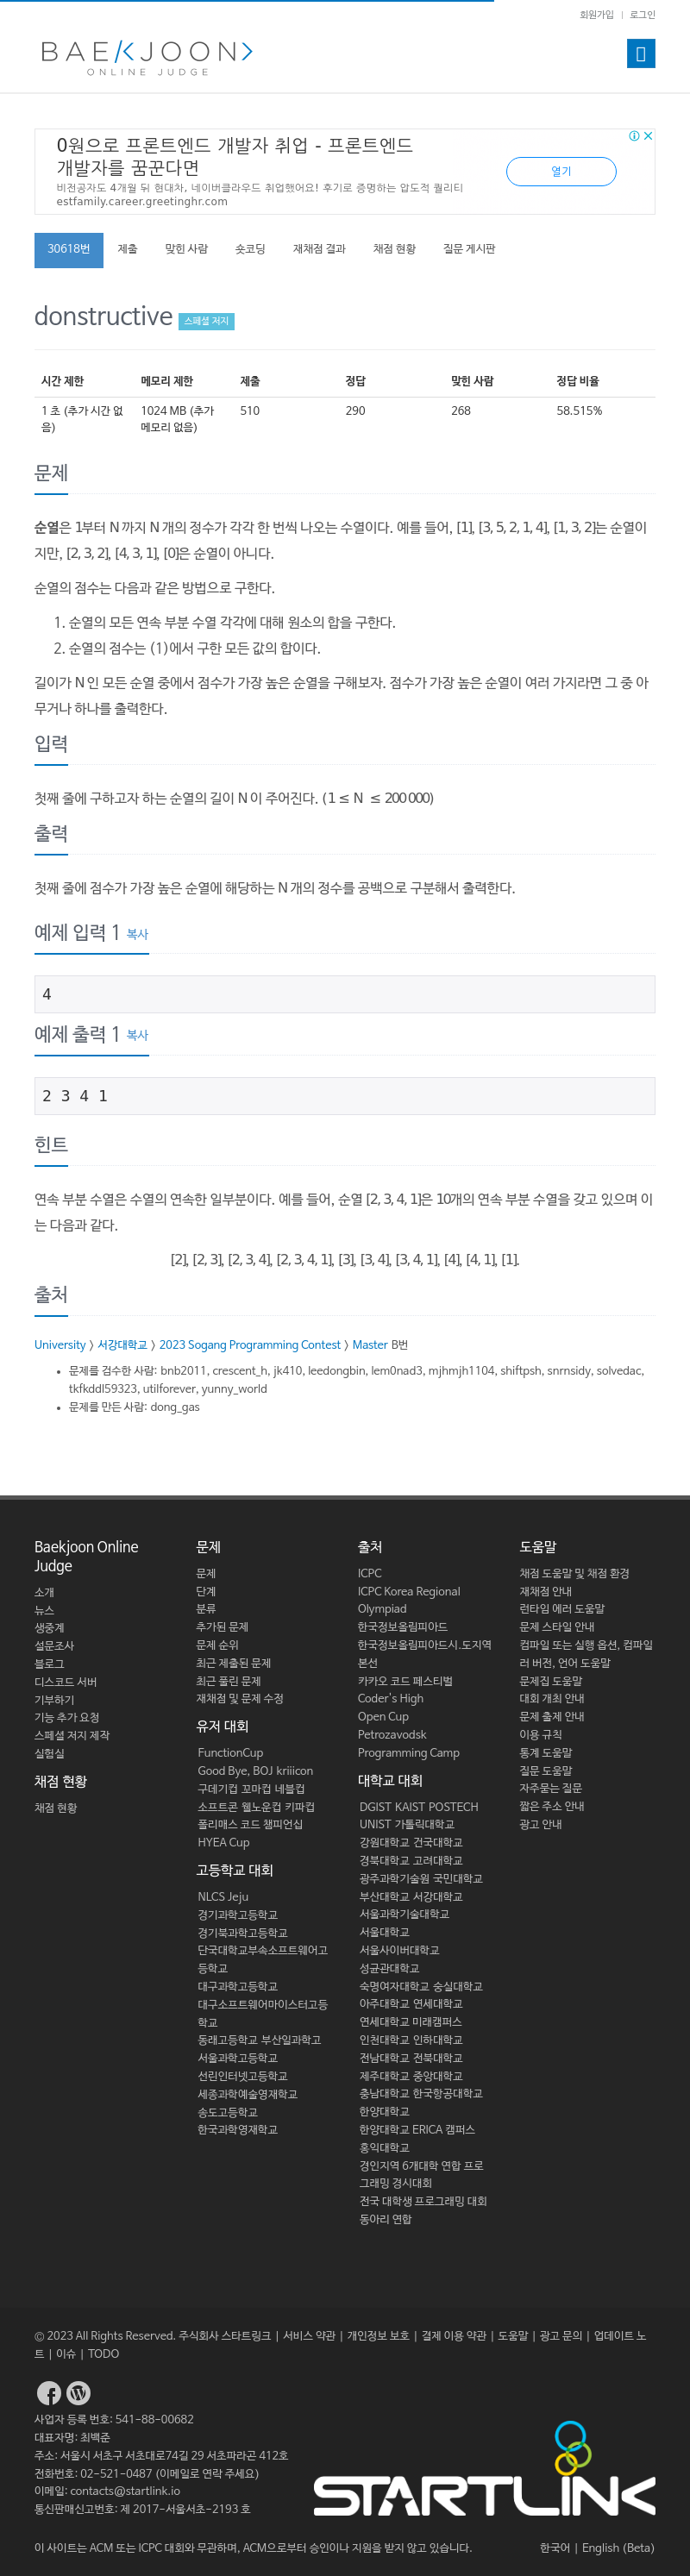 회원가입 | 로그인
BAEKJOON>
ONLINE JUDGE
0원으로 프론트엔드 개발자 취업 - 프론트엔드
개발자를 꿈꾼다면
비전공자도 4개월 뒤 현대차, 네이버클라우드 취업했어요! 후기로 증명하는 압도적 퀄리티
estfamily.career.greetinghr.com
열기
30618번 제출 맞힌 사람 숏코딩 재채점 결과 채점 현황 질문 게시판
donstructive 스페셜 저지
시간 제한 메모리 제한 제출 정답 맞힌 사람 정답 비율
1 초 (추가 시간 없 1024 MB (추가 510 290 268 58.515%
음) 메모리 없음)
문제
순열은 1부터 N 까지 N 개의 정수가 각각 한 번씩 나오는 수열이다. 예를 들어, [1], [3, 5, 2, 1, 4], [1, 3, 2]는 순열이
지만, [2, 3, 2], [4, 3, 1], [0]은 순열이 아니다.
순열의 점수는 다음과 같은 방법으로 구한다.
1. 순열의 모든 연속 부분 수열 각각에 대해 원소의 합을 구한다.
2. 순열의 점수는 (1)에서 구한 모든 값의 합이다.
길이가 N 인 모든 순열 중에서 점수가 가장 높은 순열을 구해보자. 점수가 가장 높은 순열이 여러 가지라면 그 중 아
무거나 하나를 출력한다.
입력
첫째 줄에 구하고자 하는 순열의 길이 N 이 주어진다. (1 ≤ N ≤ 200 000)
출력
첫째 줄에 점수가 가장 높은 순열에 해당하는 N 개의 정수를 공백으로 구분해서 출력한다.
예제 입력 1 복사
4
예제 출력 1 복사
2 3 4 1
힌트
연속 부분 수열은 수열의 연속한 일부분이다. 예를 들어, 순열 [2, 3, 4, 1]은 10개의 연속 부분 수열을 갖고 있으며 이
는 다음과 같다.
[2], [2, 3], [2, 3, 4], [2, 3, 4, 1], [3], [3, 4], [3, 4, 1], [4], [4, 1], [1].
출처
University > 서강대학교 > 2023 Sogang Programming Contest > Master B번
• 문제를 검수한 사람: bnb2011, crescent_h, jk410, leedongbin, lem0nad3, mjhmjh1104, shiftpsh, snrnsidy, solvedac,
tkfkddl59323, utilforever, yunny_world
• 문제를 만든 사람: dong_gas
Baekjoon Online
Judge
소개
뉴스
생중계
설문조사
블로그
디스코드 서버
기부하기
기능 추가 요청
스페셜 저지 제작
실험실
채점 현황
채점 현황
문제
문제
단계
분류
추가된 문제
문제 순위
최근 제출된 문제
최근 풀린 문제
재채점 및 문제 수정
유저 대회
FunctionCup
Good Bye, BOJ kriiicon
구데기컵 꼬마컵 네블컵
소프트콘 웰노운컵 키파컵
폴리매스 코드 챔피언십
HYEA Cup
고등학교 대회
NLCS Jeju
경기과학고등학교
경기북과학고등학교
단국대학교부속소프트웨어고
등학교
대구과학고등학교
대구소프트웨어마이스터고등
학교
동래고등학교 부산일과학고
서울과학고등학교
선린인터넷고등학교
세종과학예술영재학교
송도고등학교
한국과학영재학교
출처
ICPC
ICPC Korea Regional
Olympiad
한국정보올림피아드
한국정보올림피아드시.도지역
본선
카카오 코드 페스티벌
Coder's High
Open Cup
Petrozavodsk
Programming Camp
대학교 대회
DGIST KAIST POSTECH
UNIST 가톨릭대학교
강원대학교 건국대학교
경북대학교 고려대학교
광주과학기술원 국민대학교
부산대학교 서강대학교
서울과학기술대학교
서울대학교
서울사이버대학교
성균관대학교
숙명여자대학교 숭실대학교
아주대학교 연세대학교
연세대학교 미래캠퍼스
인천대학교 인하대학교
전남대학교 전북대학교
제주대학교 중앙대학교
충남대학교 한국항공대학교
한양대학교
한양대학교 ERICA 캠퍼스
홍익대학교
경인지역 6개대학 연합 프로
그래밍 경시대회
전국 대학생 프로그래밍 대회
동아리 연합
도움말
채점 도움말 및 채점 환경
재채점 안내
런타임 에러 도움말
문제 스타일 안내
컴파일 또는 실행 옵션, 컴파일
러 버전, 언어 도움말
문제집 도움말
대회 개최 안내
문제 출제 안내
이용 규칙
통계 도움말
질문 도움말
자주묻는 질문
짧은 주소 안내
광고 안내
© 2023 All Rights Reserved. 주식회사 스타트링크 | 서비스 약관 | 개인정보 보호 | 결제 이용 약관 | 도움말 | 광고 문의 | 업데이트 노
트 | 이슈 | TODO
사업자 등록 번호: 541-88-00682
대표자명: 최백준
주소: 서울시 서초구 서초대로74길 29 서초파라곤 412호
전화번호: 02-521-0487 (이메일로 연락 주세요)
이메일: contacts@startlink.io
통신판매신고번호: 제 2017-서울서초-2193 호
STARTLINK
이 사이트는 ACM 또는 ICPC 대회와 무관하며, ACM으로부터 승인이나 지원을 받지 않고 있습니다.
한국어 | English (Beta)